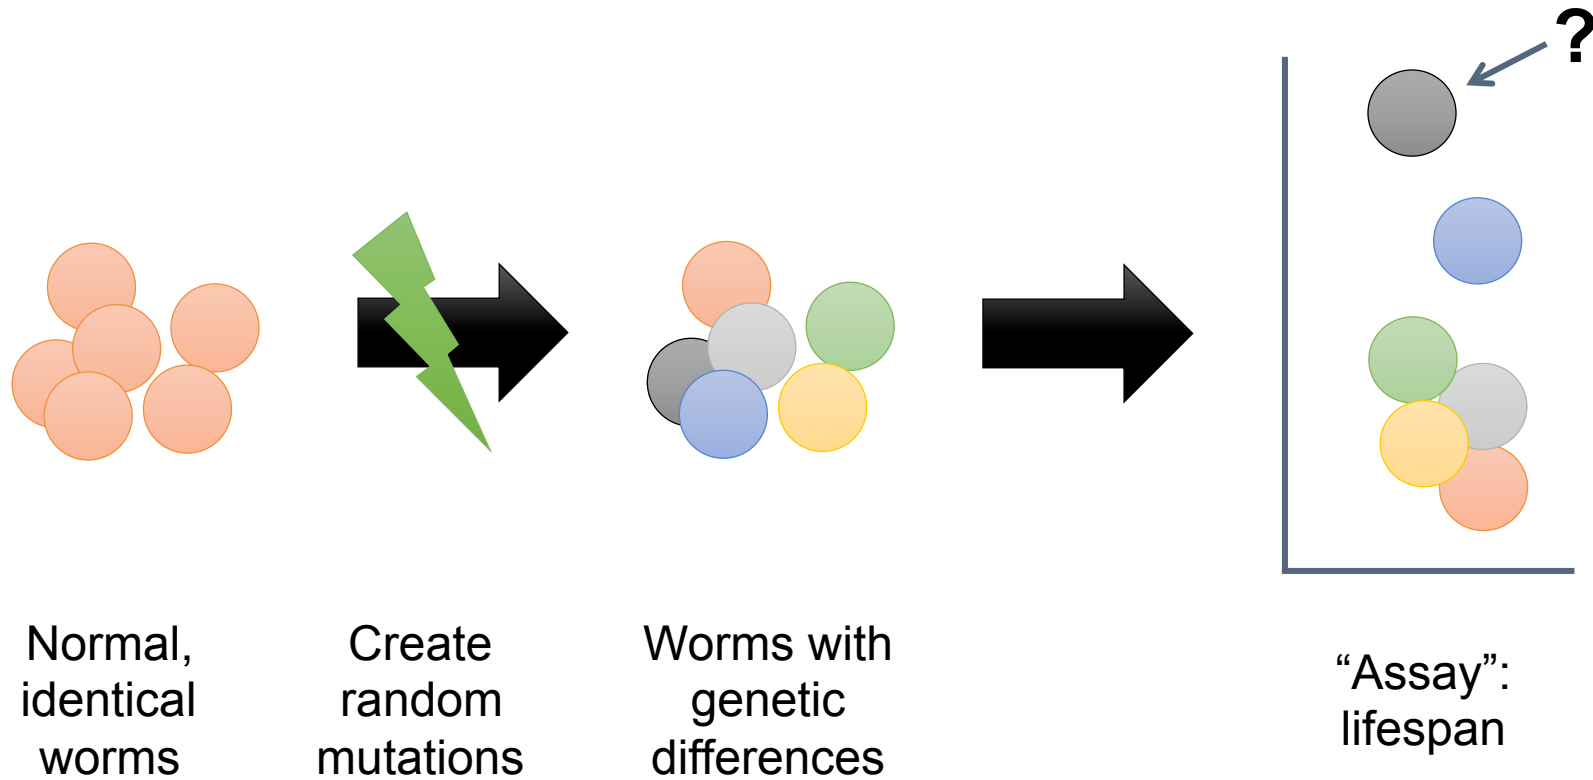 ?
Normal,
identical
worms
Create
random
mutations
Worms with
genetic
differences
“Assay”:
lifespan